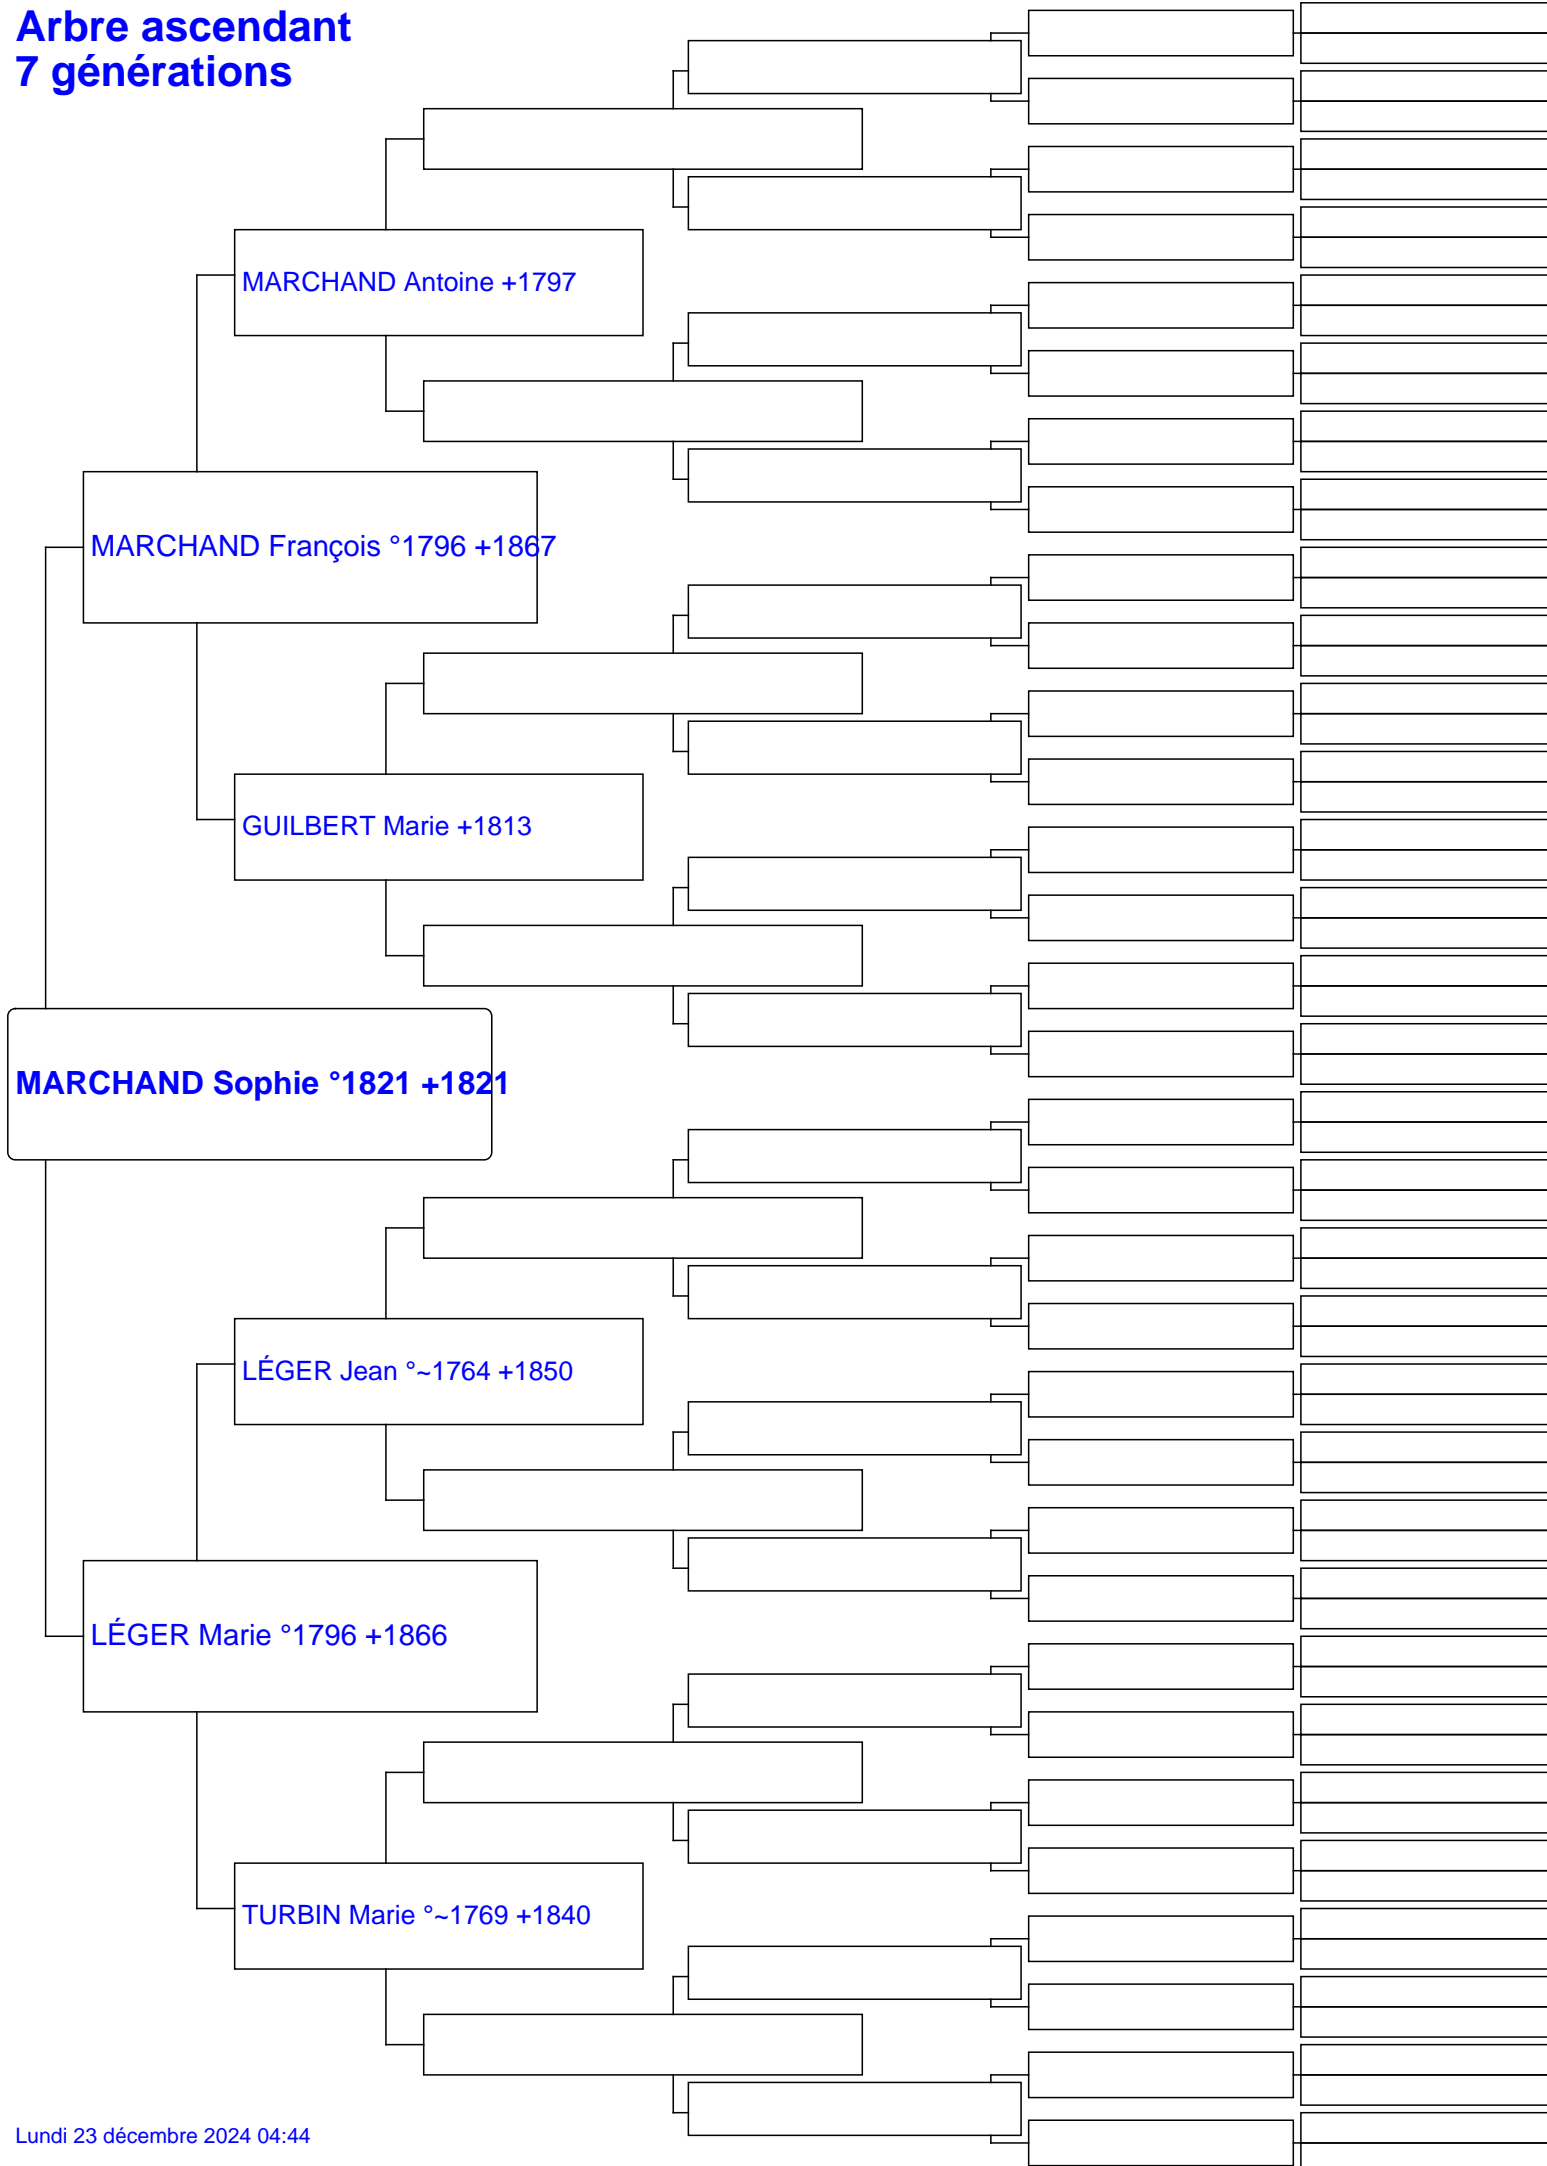 Arbre ascendant
7 générations
MARCHAND Antoine +1797
MARCHAND François °1796 +1867
GUILBERT Marie +1813
MARCHAND Sophie °1821 +1821
LÉGER Jean °~1764 +1850
LÉGER Marie °1796 +1866
TURBIN Marie °~1769 +1840
Lundi 23 décembre 2024 04:44